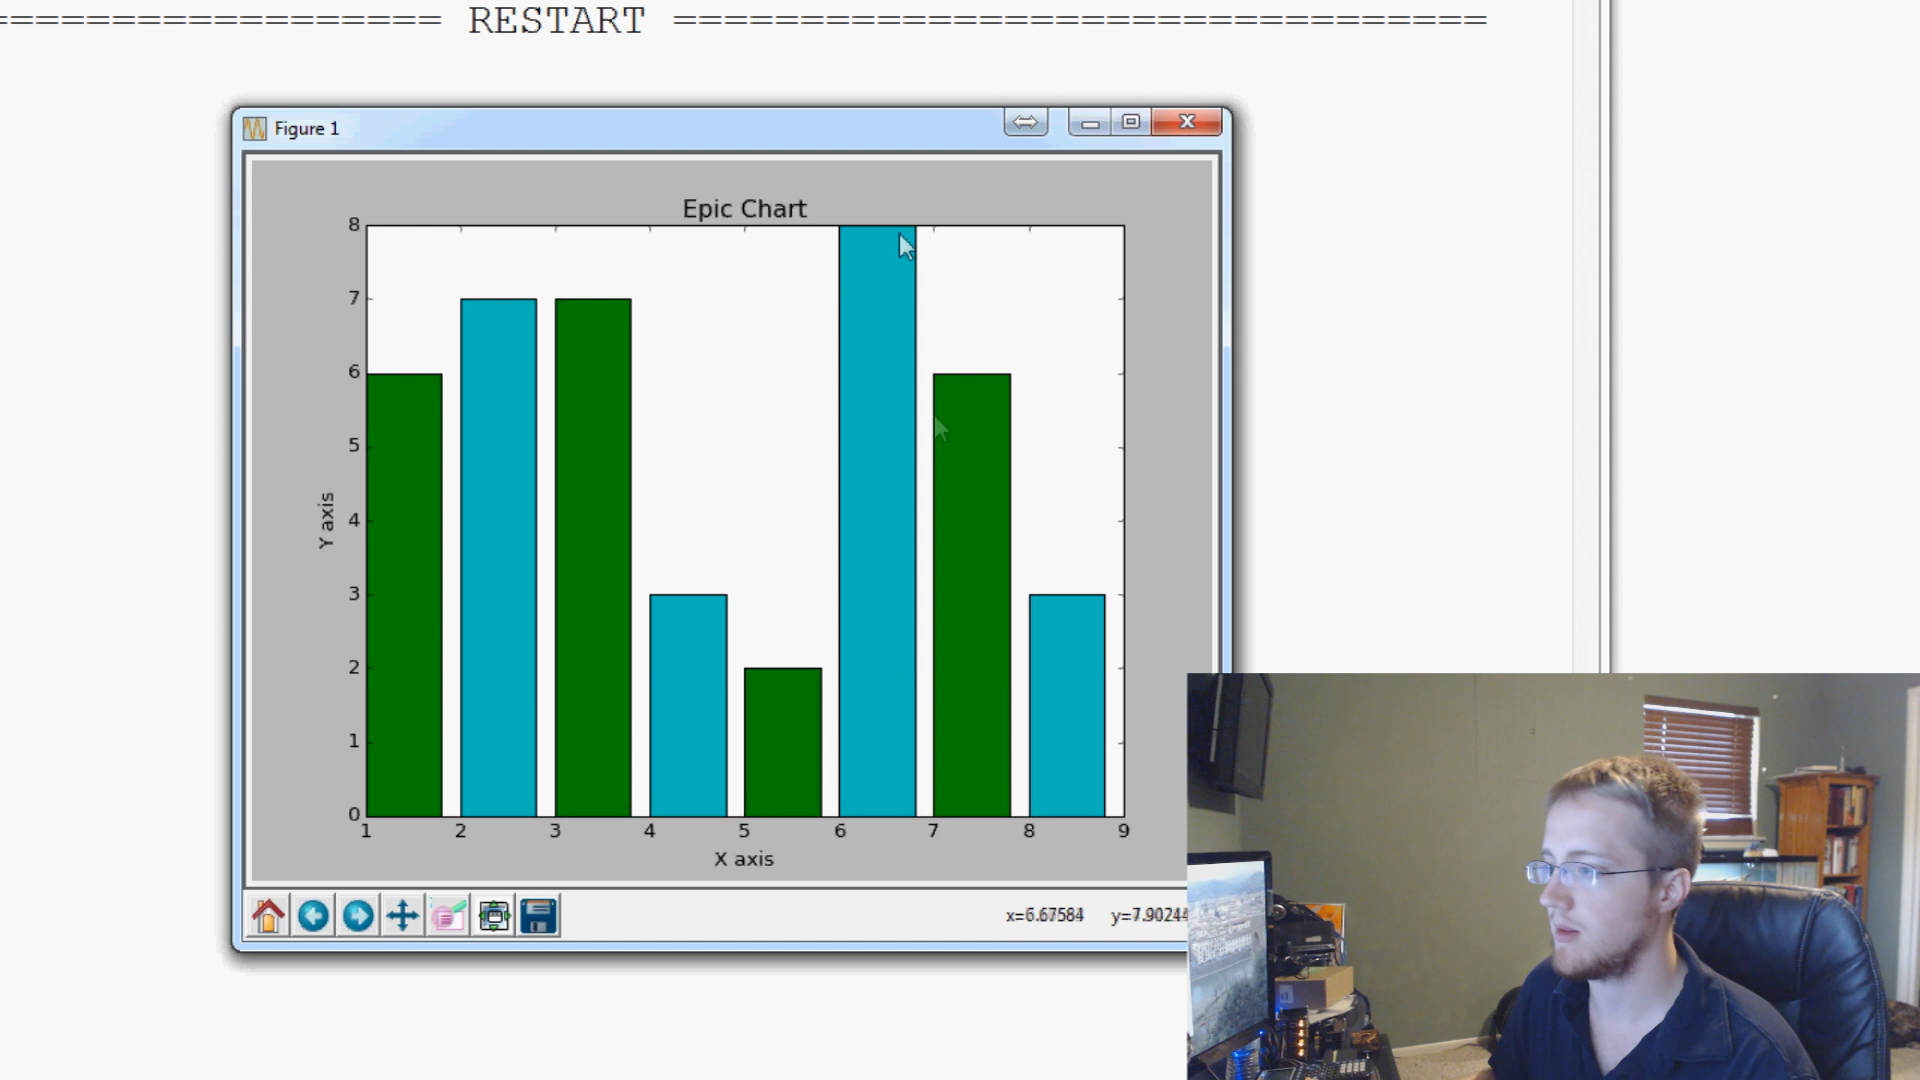 ================= RESTART ================================
Figure 1
Epic Chart
8
7
6
5
4
3
2
1
0
Y axis
1 2 3 4 5 6 7 8 9
X axis
x=6.67584 y=7.90244